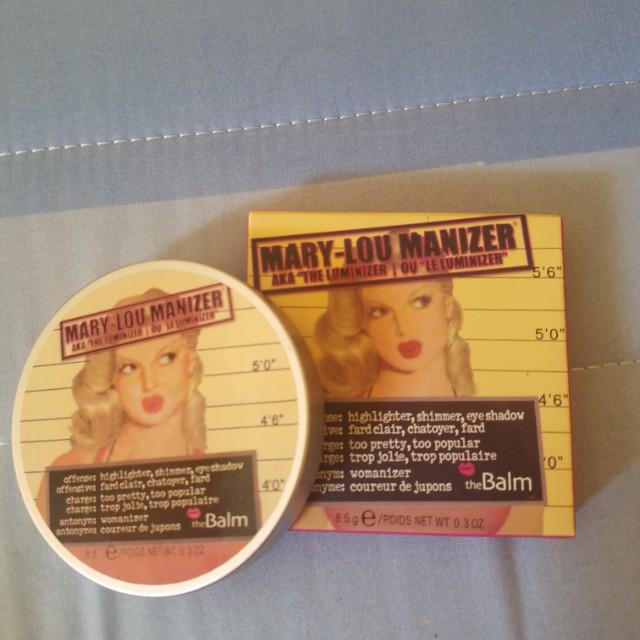 MARY-LOU MANIZER
AKA "THE LUMINIZER | OU "LE LUMINIZER"
5'0"
4'6"
4'0"
offense: highlighter, shimmer, eyeshadow
offensive: fard clair, chatoyer, fard
charge: too pretty, too popular
charge: trop jolie, trop populaire
antonym: womanizer
antonyme: coureur de jupons
theBalm
8.5 e/POIDS NET WT. 0.3 OZ
MARY-LOU MANIZER
AKA "THE LUMINIZER | OU "LE LUMINIZER"
5'6"
5'0"
4'6"
highlighter, shimmer, eyeshadow
fard clair, chatoyer, fard
too pretty, too popular
trop jolie, trop populaire
womanizer
coureur de jupons
theBalm
8.5 g e/POIDS NET WT. 0.3 OZ